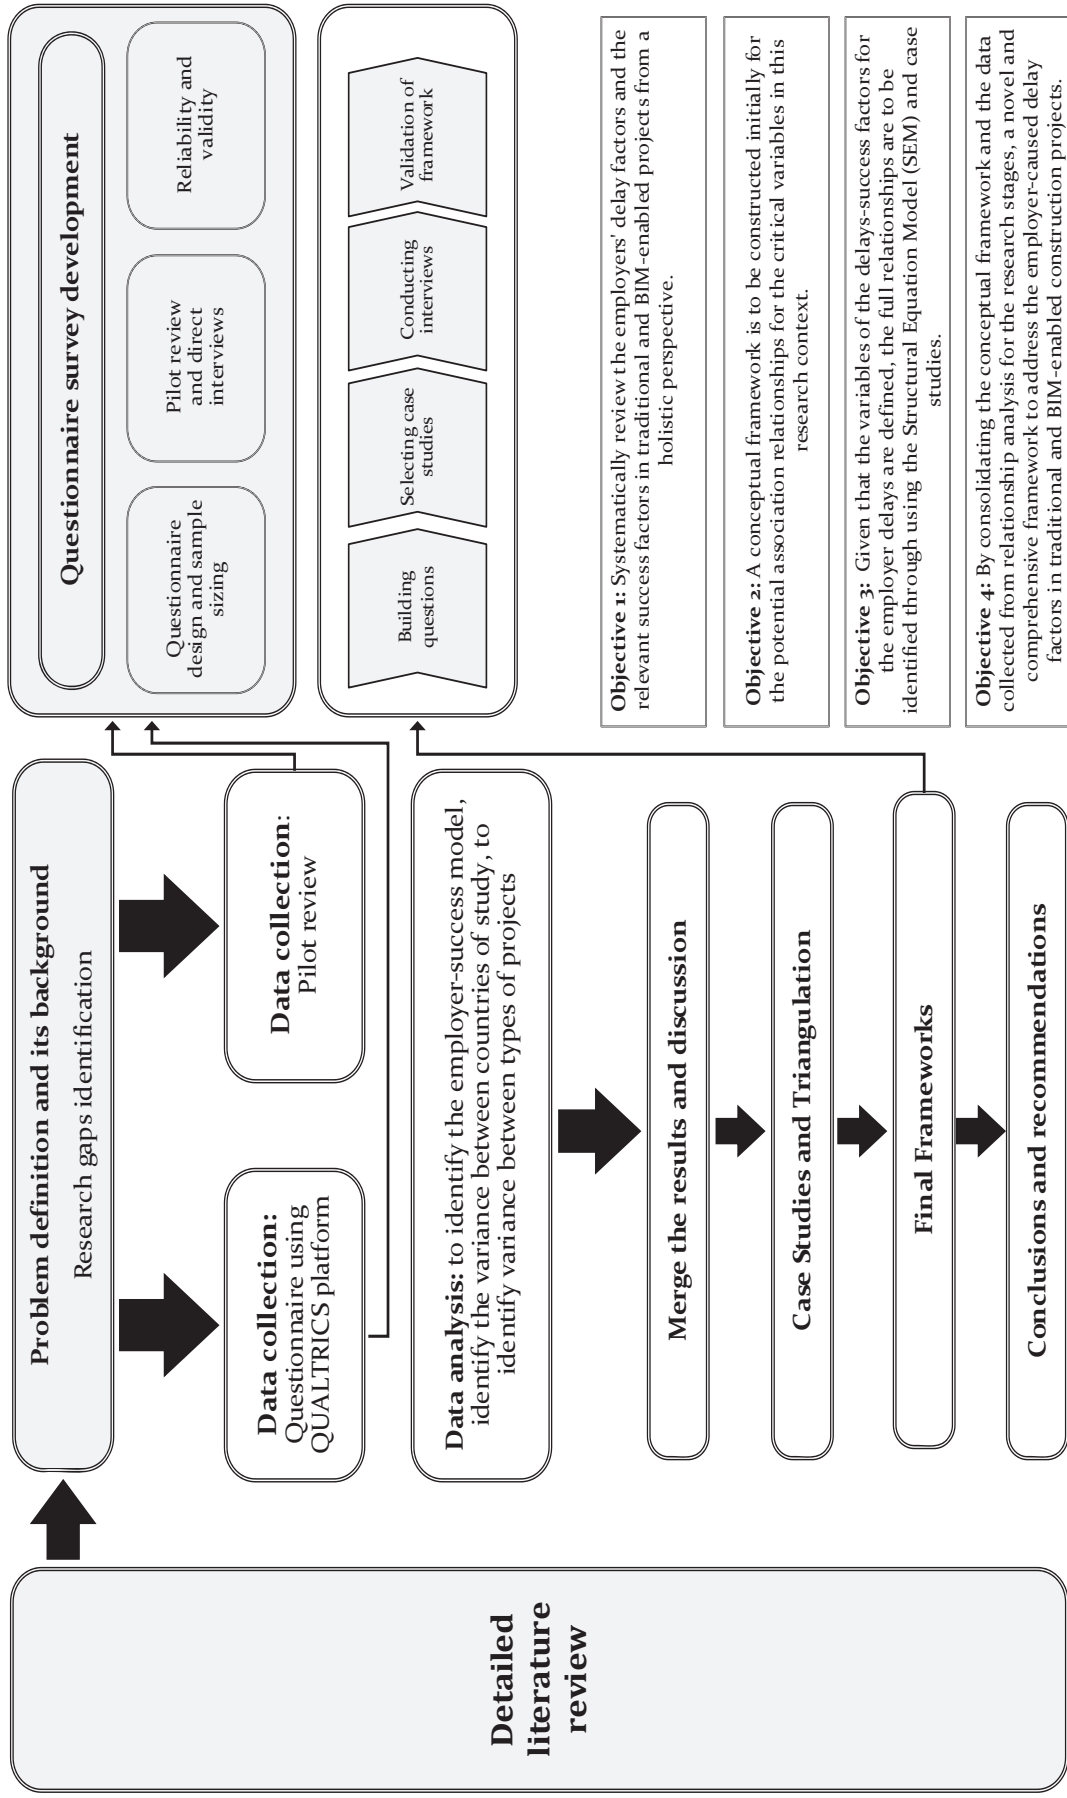 Detailed
literature
review
Problem definition and its background
Research gaps identification
Data collection:
Questionnaire using
QUALTRICS platform
Data collection:
Pilot review
Data analysis: to identify the employer-success model,
identify the variance between countries of study, to
identify variance between types of projects
Merge the results and discussion
Case Studies and Triangulation
Final Frameworks
Conclusions and recommendations
Questionnaire survey development
Questionnaire
design and sample
sizing
Pilot review
and direct
interviews
Reliability and
validity
Building
questions
Selecting case
studies
Conducting
interviews
Validation of
framework
Objective 1: Systematically review the employers' delay factors and the
relevant success factors in traditional and BIM-enabled projects from a
holistic perspective.
Objective 2: A conceptual framework is to be constructed initially for
the potential association relationships for the critical variables in this
research context.
Objective 3: Given that the variables of the delays-success factors for
the employer delays are defined, the full relationships are to be
identified through using the Structural Equation Model (SEM) and case
studies.
Objective 4: By consolidating the conceptual framework and the data
collected from relationship analysis for the research stages, a novel and
comprehensive framework to address the employer-caused delay
factors in traditional and BIM-enabled construction projects.